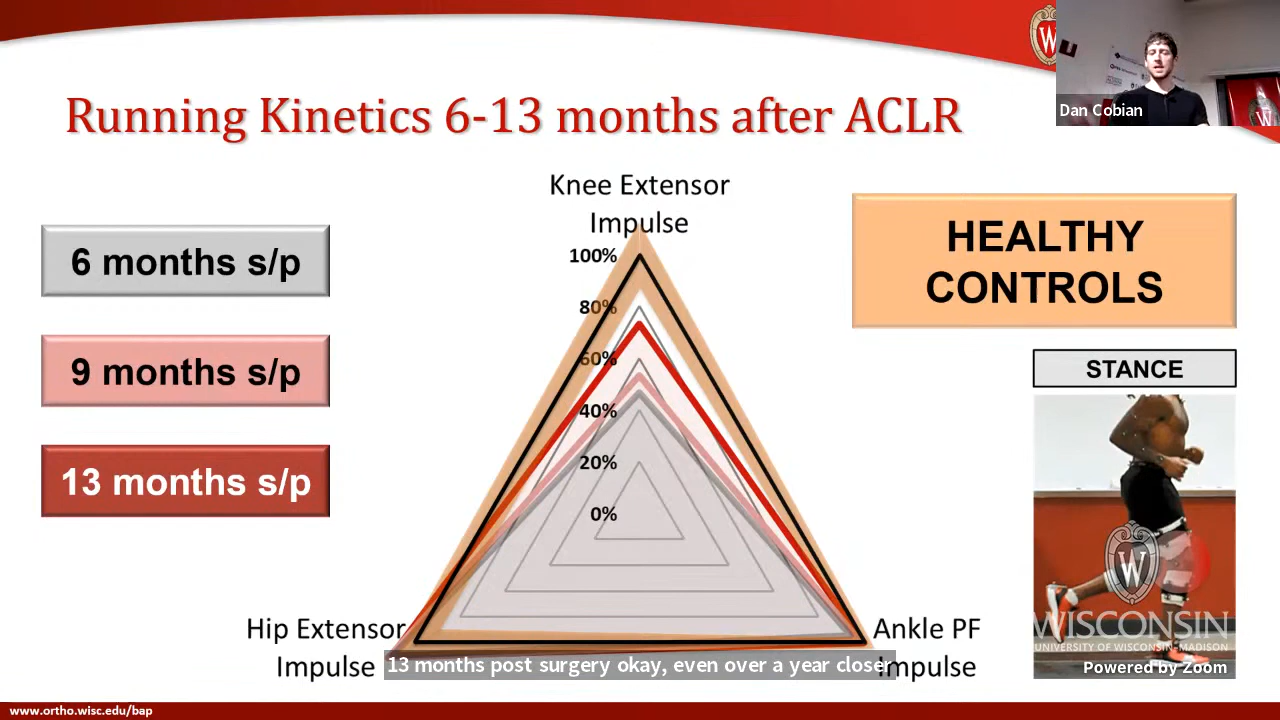 Running Kinetics 6-13 months after ACLR
W
Dan Cobian
6 months s/p
9 months s/p
13 months s/p
Knee Extensor
Impulse
100%
80%
60%
40%
20%
0%
Hip Extensor
Impulse
Ankle PF
Impulse
HEALTHY
CONTROLS
STANCE
W
WISCONSIN
UNIVERSITY OF WISCONSIN-MADISON
Powered by Zoom
13 months post surgery okay, even over a year closer
www.ortho.wisc.edu/bap